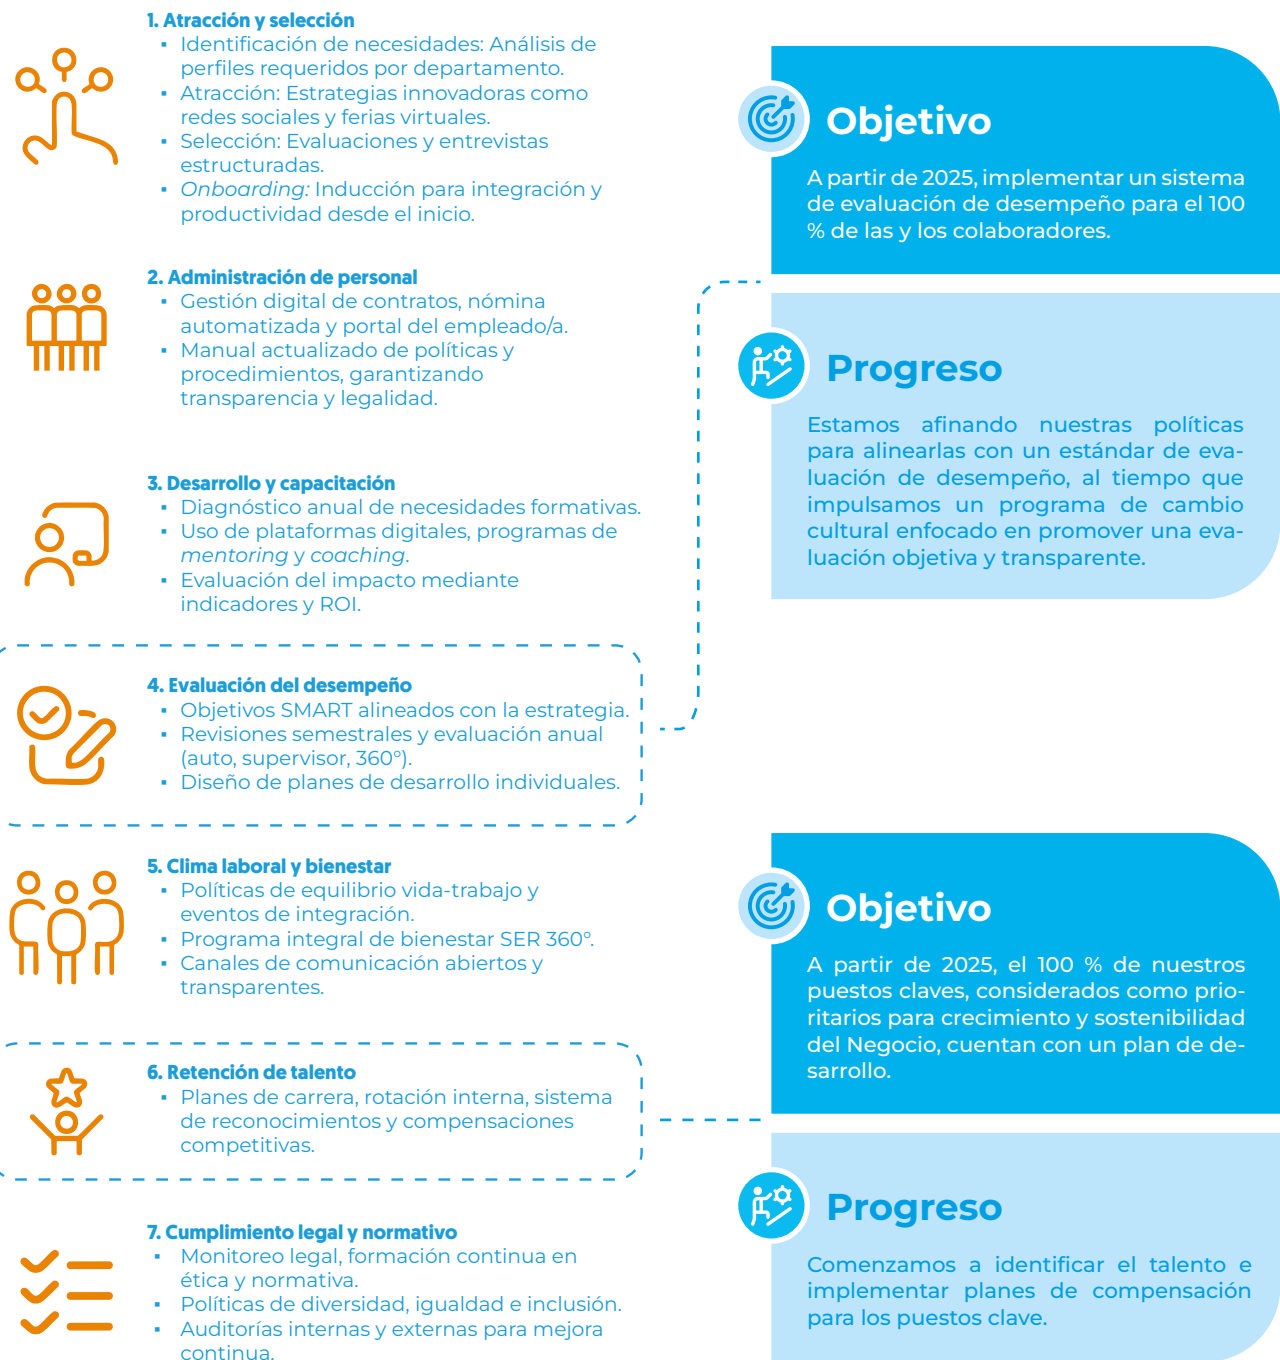 1. Atracción y selección
▪ Identificación de necesidades: Análisis de
perfiles requeridos por departamento.
▪ Atracción: Estrategias innovadoras como
redes sociales y ferias virtuales.
▪ Selección: Evaluaciones y entrevistas
estructuradas.
▪ Onboarding: Inducción para integración y
productividad desde el inicio.
2. Administración de personal
▪ Gestión digital de contratos, nómina
automatizada y portal del empleado/a.
▪ Manual actualizado de políticas y
procedimientos, garantizando
transparencia y legalidad.
3. Desarrollo y capacitación
▪ Diagnóstico anual de necesidades formativas.
▪ Uso de plataformas digitales, programas de
mentoring y coaching.
▪ Evaluación del impacto mediante
indicadores y ROI.
4. Evaluación del desempeño
▪ Objetivos SMART alineados con la estrategia.
▪ Revisiones semestrales y evaluación anual
(auto, supervisor, 360°).
▪ Diseño de planes de desarrollo individuales.
5. Clima laboral y bienestar
▪ Políticas de equilibrio vida-trabajo y
eventos de integración.
▪ Programa integral de bienestar SER 360°.
▪ Canales de comunicación abiertos y
transparentes.
6. Retención de talento
▪ Planes de carrera, rotación interna, sistema
de reconocimientos y compensaciones
competitivas.
7. Cumplimiento legal y normativo
▪ Monitoreo legal, formación continua en
ética y normativa.
▪ Políticas de diversidad, igualdad e inclusión.
▪ Auditorías internas y externas para mejora
continua.
Objetivo
A partir de 2025, implementar un sistema
de evaluación de desempeño para el 100
% de las y los colaboradores.
Progreso
Estamos afinando nuestras políticas
para alinearlas con un estándar de eva-
luación de desempeño, al tiempo que
impulsamos un programa de cambio
cultural enfocado en promover una eva-
luación objetiva y transparente.
Objetivo
A partir de 2025, el 100 % de nuestros
puestos claves, considerados como prio-
ritarios para crecimiento y sostenibilidad
del Negocio, cuentan con un plan de de-
sarrollo.
Progreso
Comenzamos a identificar el talento e
implementar planes de compensación
para los puestos clave.